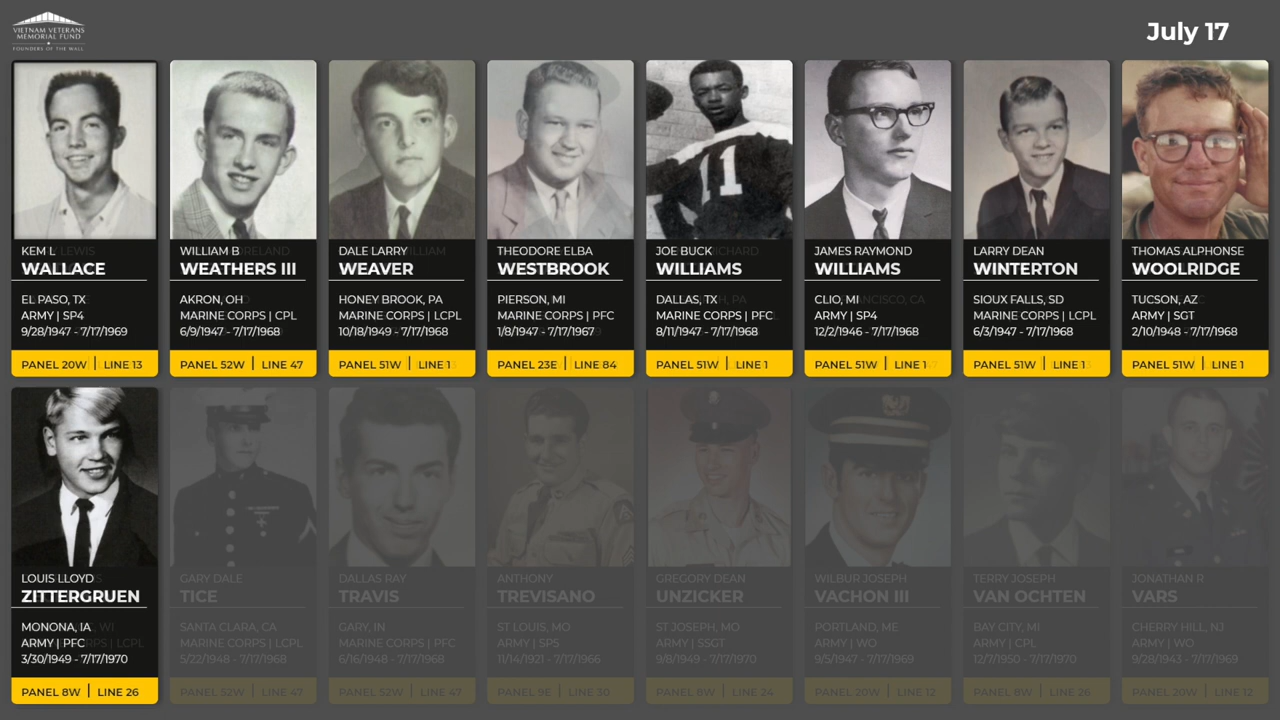 VIETNAM VETERANS
MEMORIAL FUND
FOUNDERS OF THE WALL
July 17
KEM L
WALLACE
EL PASO, TX
ARMY | SP4
9/28/1947 - 7/17/1969
PANEL 20W | LINE 13
WILLIAM B
WEATHERS III
AKRON, OH
MARINE CORPS | CPL
6/9/1947 - 7/17/1968
PANEL 52W | LINE 47
DALE LARRY
WEAVER
HONEY BROOK, PA
MARINE CORPS | LCPL
10/18/1949 - 7/17/1968
PANEL 51W | LINE 1
THEODORE ELBA
WESTBROOK
PIERSON, MI
MARINE CORPS | PFC
1/8/1947 - 7/17/1967
PANEL 23E | LINE 84
JOE BUCK
WILLIAMS
DALLAS, TX
MARINE CORPS | PFC
8/11/1947 - 7/17/1968
PANEL 51W | LINE 1
11
JAMES RAYMOND
WILLIAMS
CLIO, MI
ARMY | SP4
12/2/1946 - 7/17/1968
PANEL 51W | LINE 1
LARRY DEAN
WINTERTON
SIOUX FALLS, SD
MARINE CORPS | LCPL
6/3/1947 - 7/17/1968
PANEL 51W | LINE 1
THOMAS ALPHONSE
WOOLRIDGE
TUCSON, AZ
ARMY | SGT
2/10/1948 - 7/17/1968
PANEL 51W | LINE 1
LOUIS LLOYD
ZITTERGRUEN
MONONA, IA
ARMY | PFC
3/30/1949 - 7/17/1970
PANEL 8W | LINE 26
GARY DALE
TICE
SANTA CLARA, CA
MARINE CORPS | LCPL
5/22/1948 - 7/17/1968
PANEL 52W | LINE 47
DALLAS RAY
TRAVIS
GARY, IN
MARINE CORPS | PFC
6/16/1948 - 7/17/1968
PANEL 52W | LINE 47
ANTHONY
TREVISANO
ST LOUIS, MO
ARMY | SP5
11/14/1921 - 7/17/1966
PANEL 9E | LINE 30
GREGORY DEAN
UNZICKER
ST JOSEPH, MO
ARMY | SSGT
9/8/1949 - 7/17/1970
PANEL 8W | LINE 24
WILBUR JOSEPH
VACHON III
PORTLAND, ME
ARMY | WO
9/5/1947 - 7/17/1969
PANEL 20W | LINE 12
TERRY JOSEPH
VAN OCHTEN
BAY CITY, MI
ARMY | CPL
12/7/1950 - 7/17/1970
PANEL 8W | LINE 26
JONATHAN R
VARS
CHERRY HILL, NJ
ARMY | WO
9/28/1943 - 7/17/1969
PANEL 20W | LINE 12